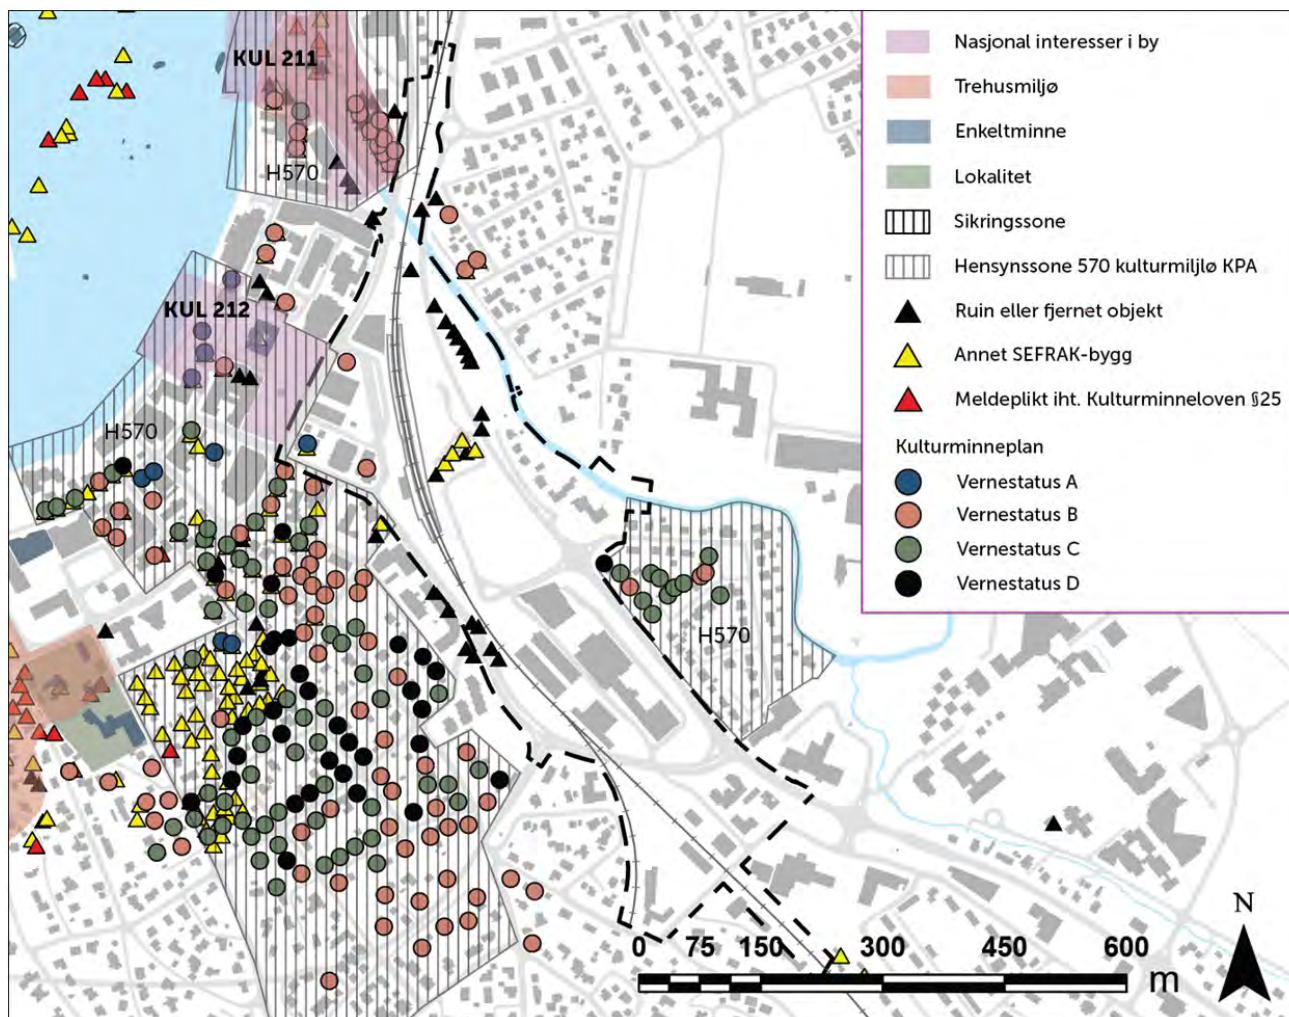 KUL 211
H570
KUL 212
H570
H570
Nasjonal interesser i by
Trehusmiljø
Enkeltminne
Lokalitet
Sikringssone
Hensynssone 570 kulturmiljlø KPA
Ruin eller fjernet objekt
Annet SEFRAK-bygg
Meldeplikt iht. Kulturminneloven §25
Kulturminneplan
Vernestatus A
Vernestatus B
Vernestatus C
Vernestatus D
N
0 75 150 300 450 600
m